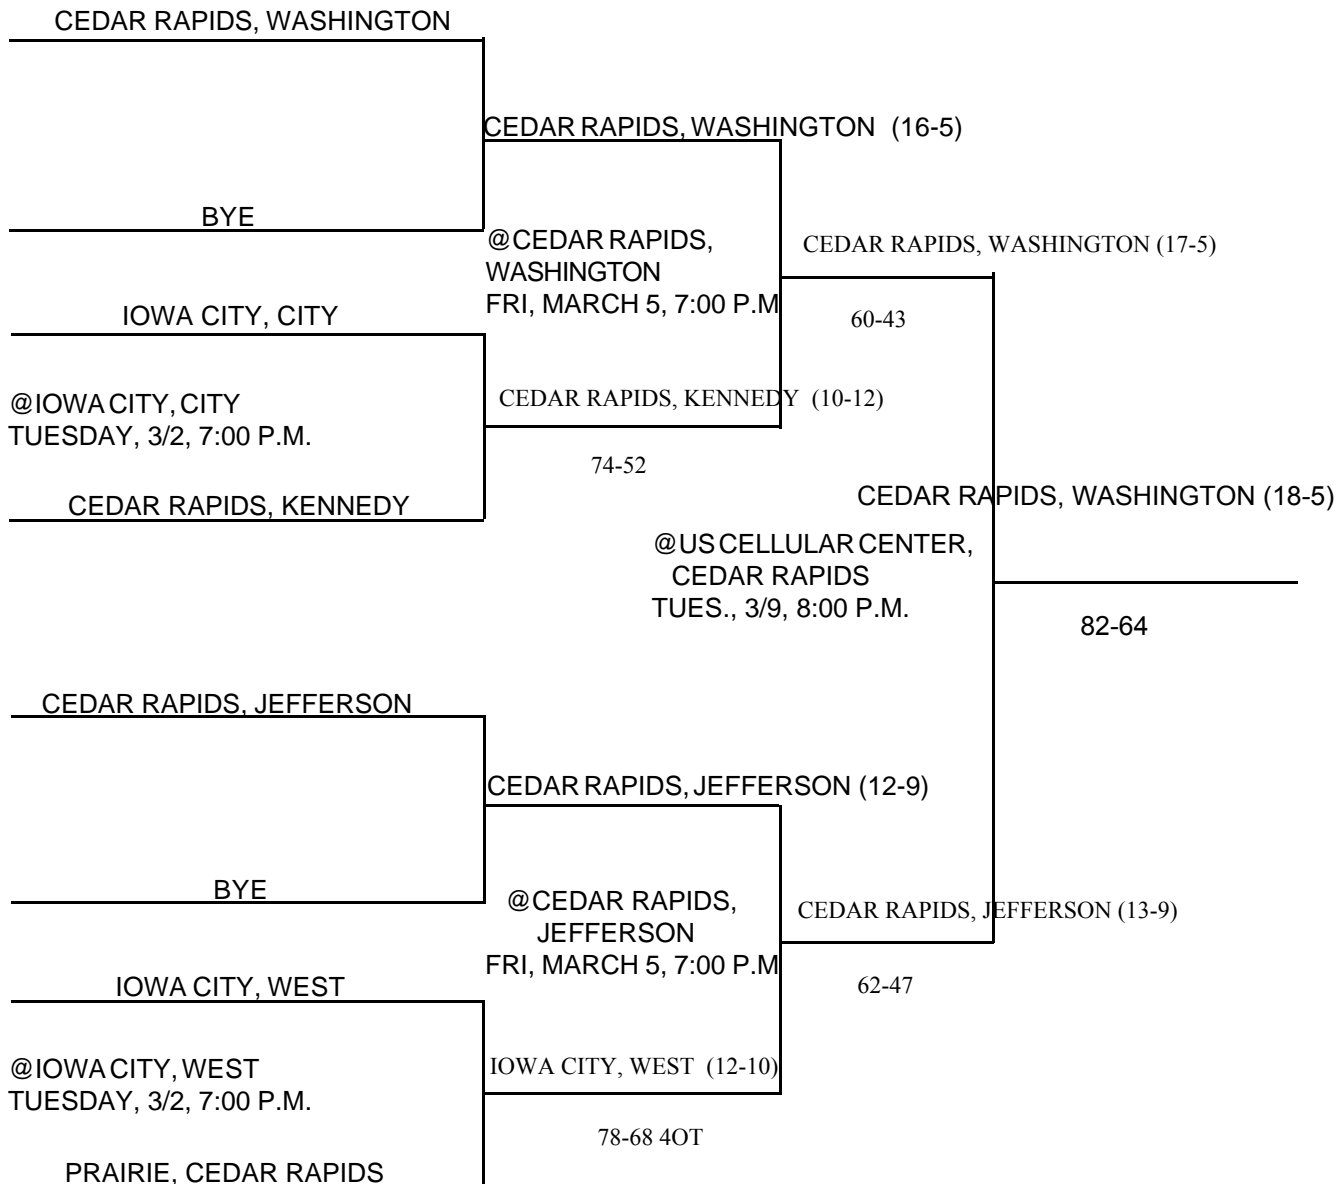 CEDAR RAPIDS, WASHINGTON
CEDAR RAPIDS, WASHINGTON (16-5)
BYE
@CEDAR RAPIDS,
WASHINGTON
FRI, MARCH 5, 7:00 P.M
CEDAR RAPIDS, WASHINGTON (17-5)
60-43
IOWA CITY, CITY
@IOWA CITY, CITY
TUESDAY, 3/2, 7:00 P.M.
CEDAR RAPIDS, KENNEDY (10-12)
74-52
CEDAR RAPIDS, KENNEDY
CEDAR RAPIDS, WASHINGTON (18-5)
@US CELLULAR CENTER,
CEDAR RAPIDS
TUES., 3/9, 8:00 P.M.
82-64
CEDAR RAPIDS, JEFFERSON
CEDAR RAPIDS, JEFFERSON (12-9)
BYE
@CEDAR RAPIDS,
JEFFERSON
FRI, MARCH 5, 7:00 P.M
CEDAR RAPIDS, JEFFERSON (13-9)
62-47
IOWA CITY, WEST
@IOWA CITY, WEST
TUESDAY, 3/2, 7:00 P.M.
IOWA CITY, WEST (12-10)
78-68 4OT
PRAIRIE, CEDAR RAPIDS